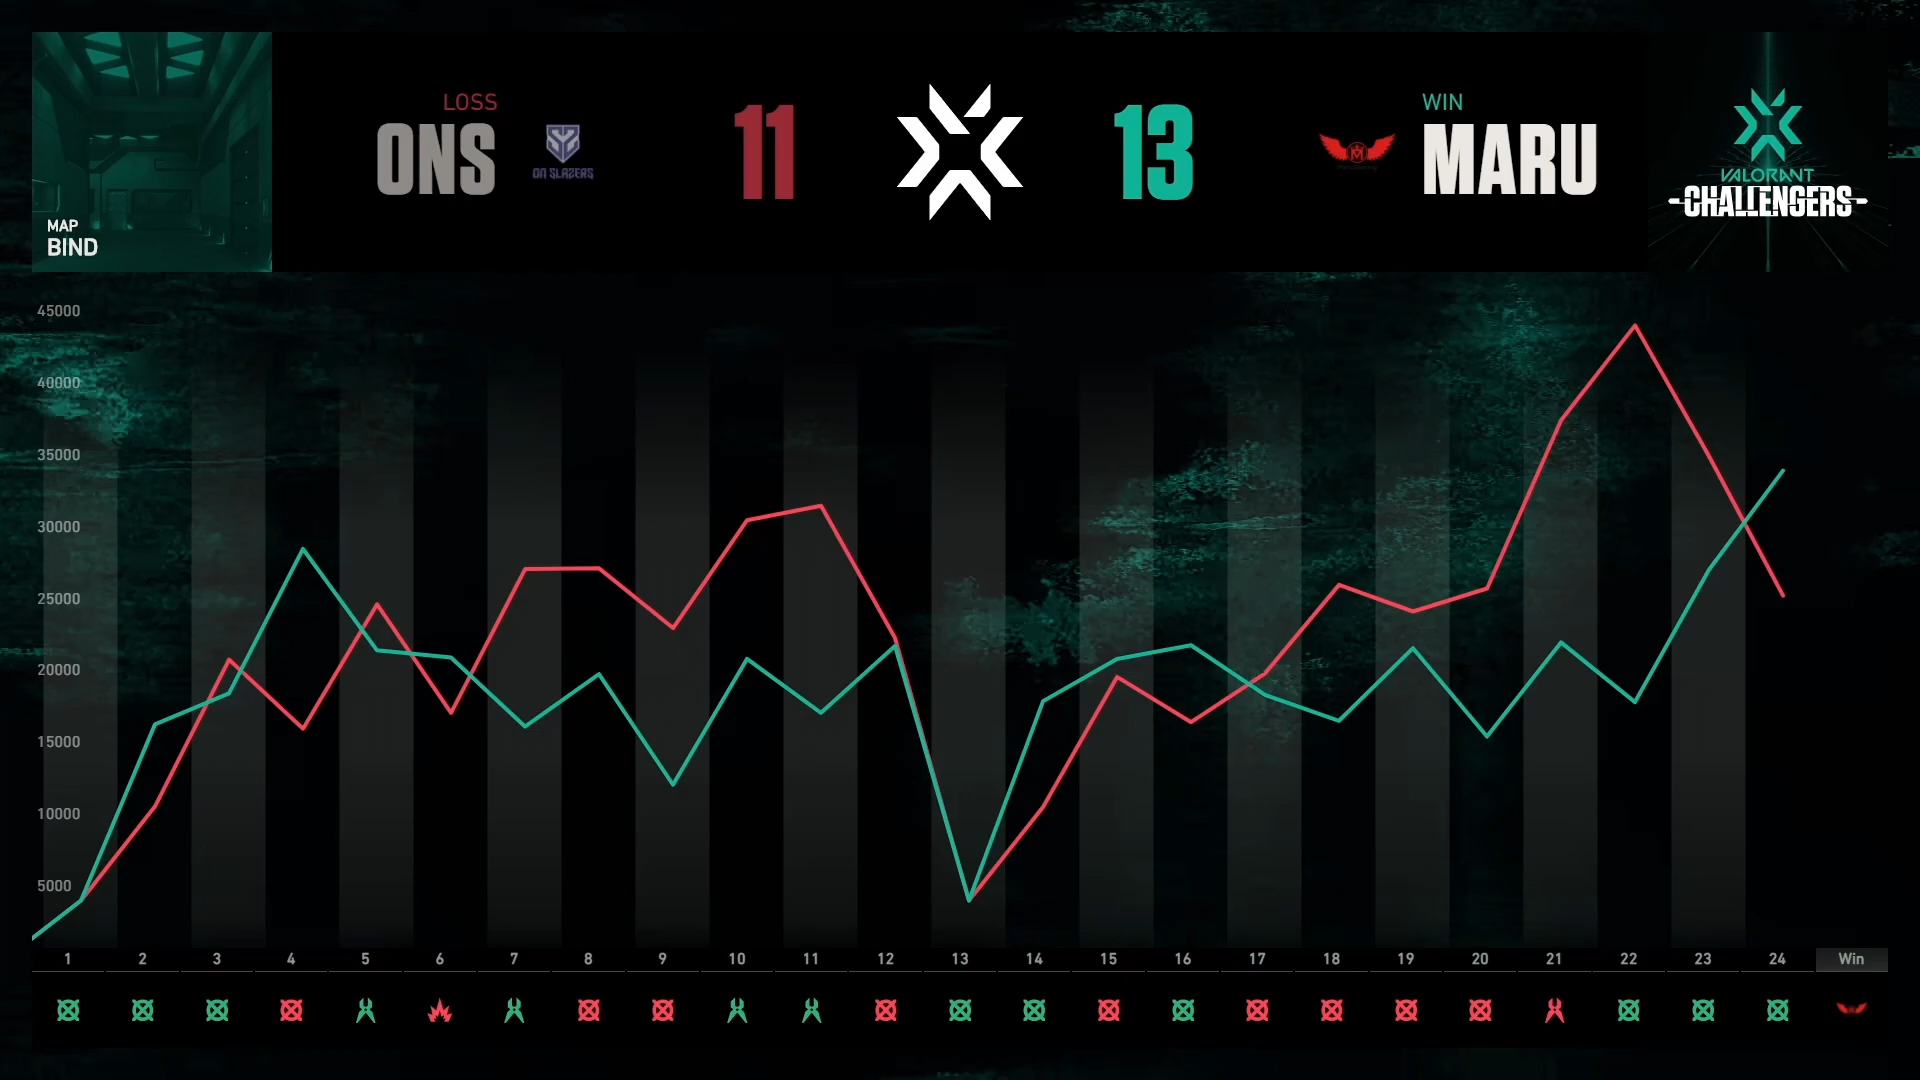 MAP
BIND
LOSS
ONS
ON SLAZERS
11
13
WIN
MARU
VALORANT
CHALLENGERS
45000
40000
35000
30000
25000
20000
15000
10000
5000
1 2 3 4 5 6 7 8 9 10 11 12 13 14 15 16 17 18 19 20 21 22 23 24 Win